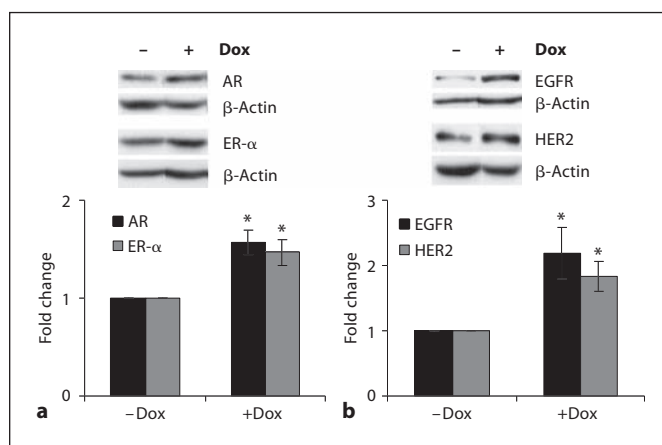 – + Dox
AR
β-Actin
ER-α
β-Actin
2
1
0
Fold change
AR
ER-α
* *
–Dox +Dox
a
– + Dox
EGFR
β-Actin
HER2
β-Actin
3
2
1
0
Fold change
EGFR
HER2
* *
–Dox +Dox
b